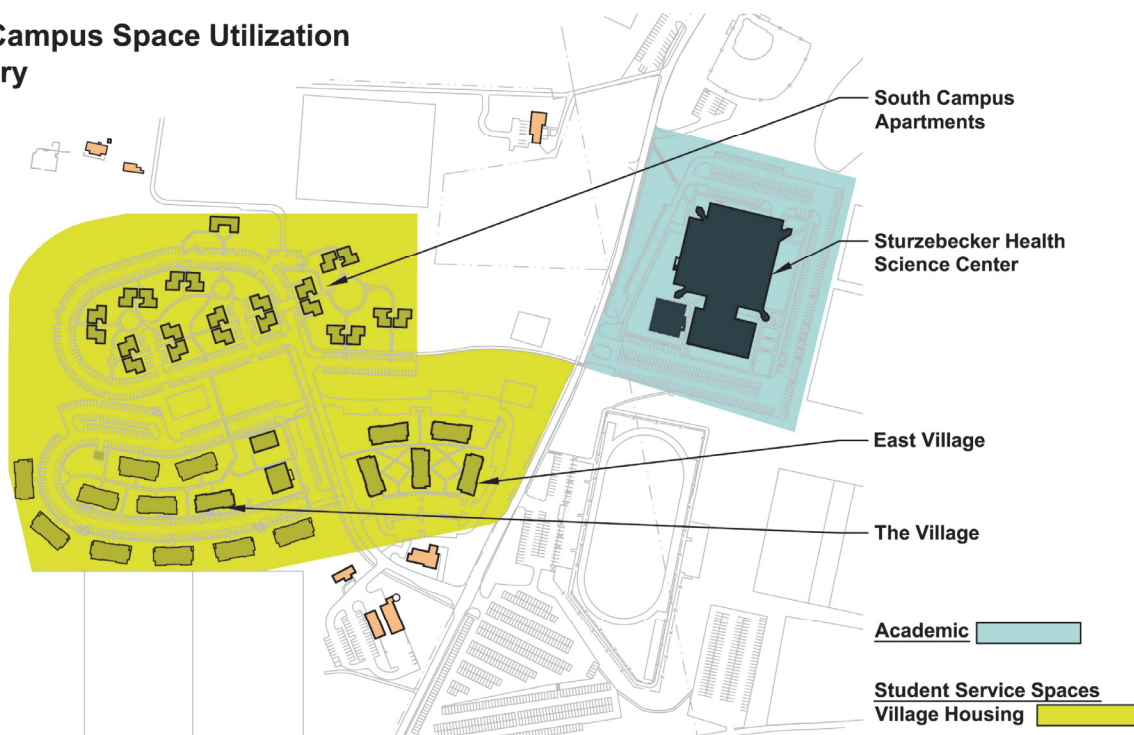 Campus Space Utilization
ry
South Campus
Apartments
Sturzebecker Health
Science Center
East Village
The Village
Academic
Student Service Spaces
Village Housing